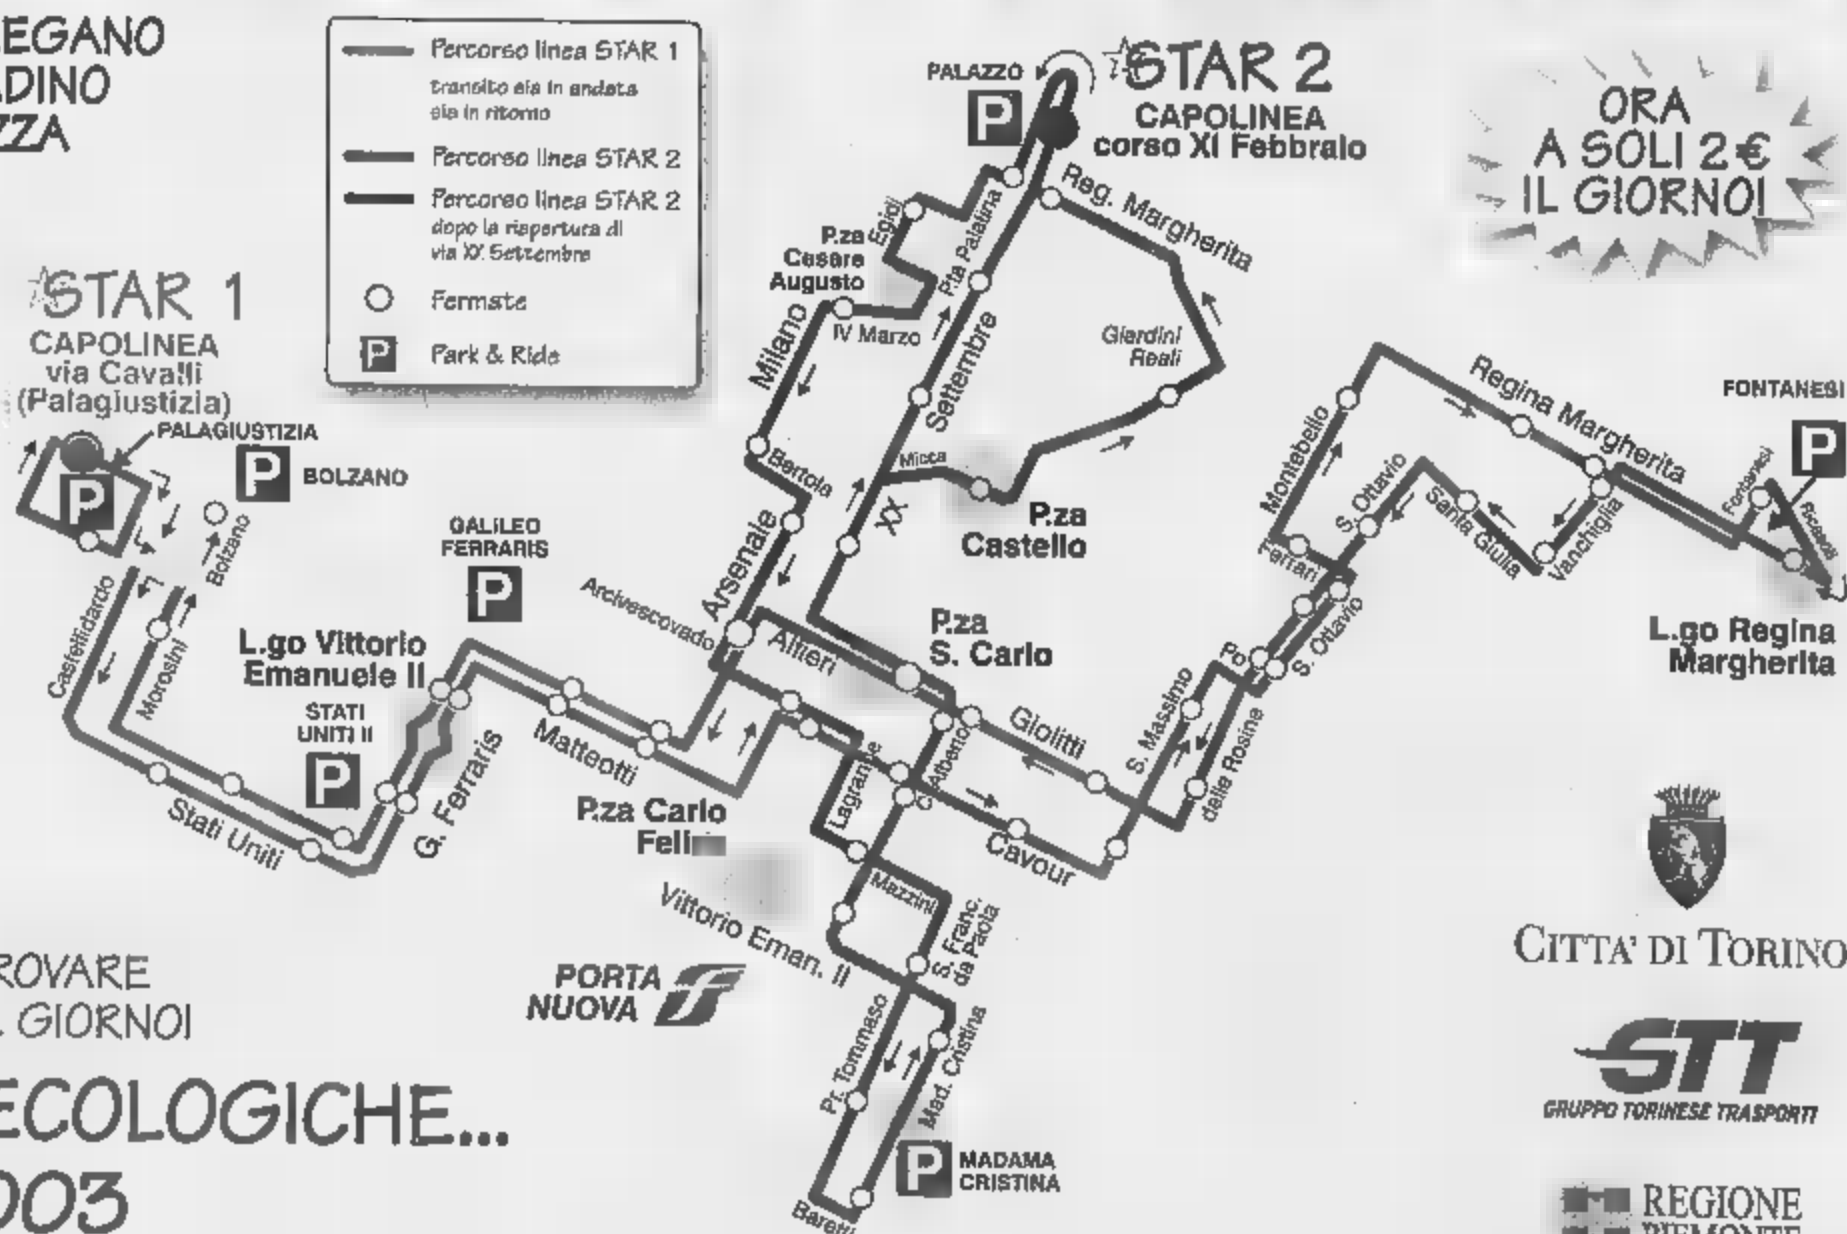 EGANO
DINO
ZZA
Percorso linea STAR 1
transito sia in andata
sia in ritorno
Percorso linea STAR 2
Percorso linea STAR 2
dopo la riapertura di
via XX Settembre
Fermate
P Park & Ride
STAR 1
CAPOLINEA
via Cavalli
(Palagiustizia)
PALAGIUSTIZIA
P
P
BOLZANO
Bolzano
Castelfidardo
Morosini
L.go Vittorio
Emanuele II
STATI
UNITI II
P
Stati Uniti
G. Ferraris
GALILEO
FERRARIS
P
Matteotti
P.za Carlo
PALAZZO
P
STAR 2
CAPOLINEA
corso XI Febbraio
Reg. Margherita
P.ta Palatina
Egidi
P.za
Cesare
Augusto
IV Marzo
Milano
Settembre
XX
Giardini
Reali
Micca
Bertola
P.za
Castello
Arsenale
Arcivescovado
Alfieri
P.za
S. Carlo
Giolitti
Lagrange
G. Alberto
Cavour
Mazzini
S. Franc.
da Paola
Vittorio Eman. II
PORTA
NUOVA
Pr. Tommaso
Mad. Cristina
P
MADAMA
CRISTINA
Baretti
S. Massimo
delle Rosine
Po
S. Ottavio
Ferrari
Montebello
S. Ottavio
Santa Giulia
Vanchiglia
Regina Margherita
FONTANESI
P
Fontanesi
Ricasoli
L.go Regina
Margherita
ORA
A SOLI 2 €
IL GIORNO!
ROVARE
GIORNO!
ECOLOGICHE...
003
CITTA' DI TORINO
GTT
GRUPPO TORINESE TRASPORTI
REGIONE
PIEMONTE